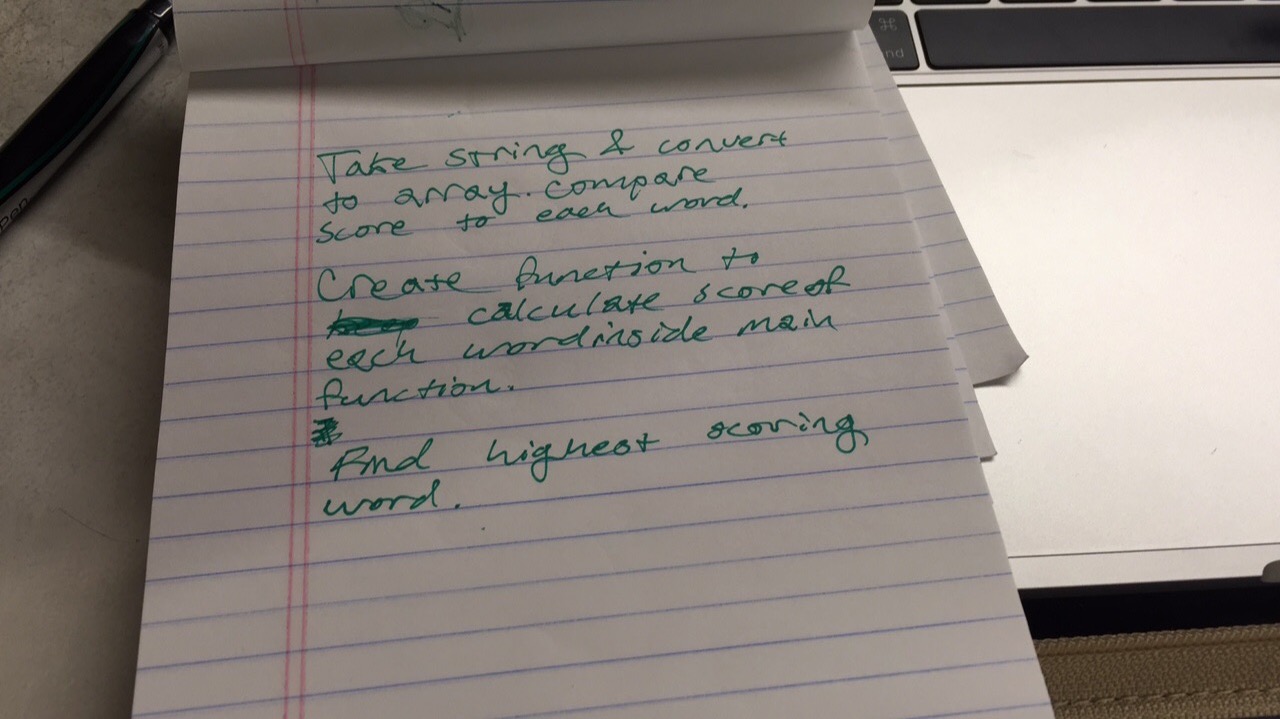 Take string & convert
to array. compare
score to each word.
Create function to
calculate score of
each word inside main
function.
Find highest scoring
word.
⌘
pen